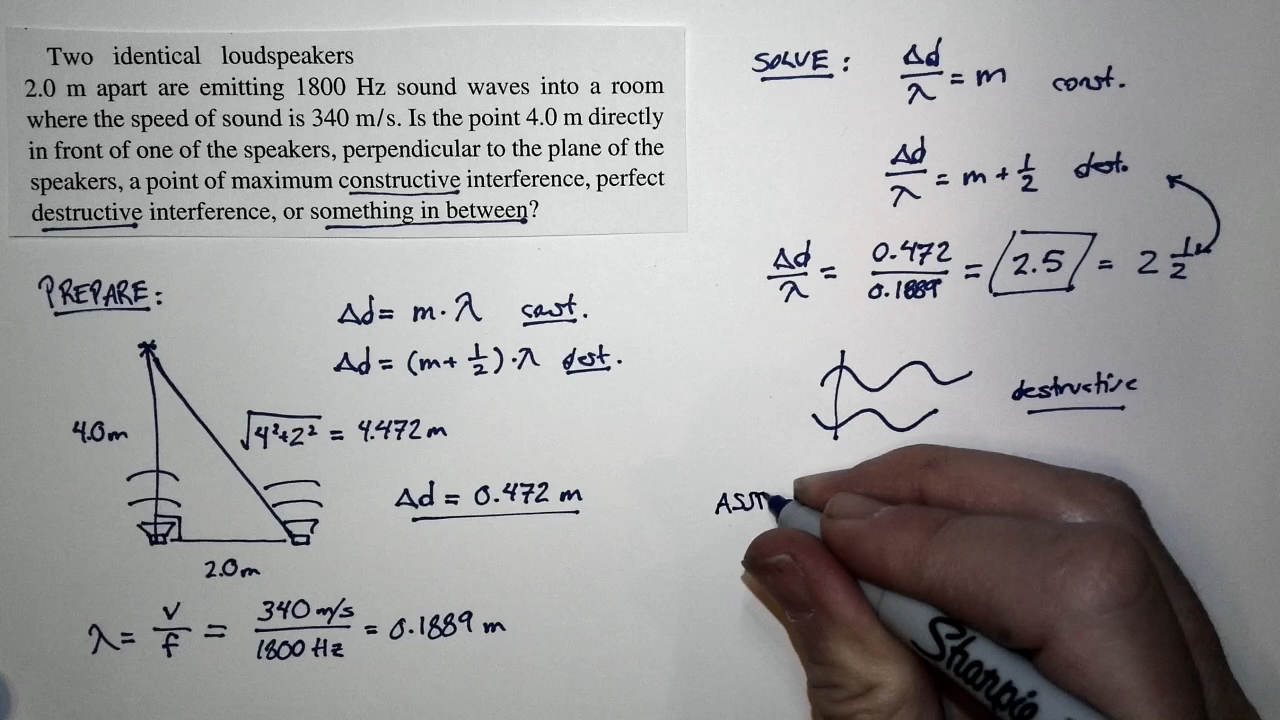 Two identical loudspeakers
2.0 m apart are emitting 1800 Hz sound waves into a room
where the speed of sound is 340 m/s. Is the point 4.0 m directly
in front of one of the speakers, perpendicular to the plane of the
speakers, a point of maximum constructive interference, perfect
destructive interference, or something in between?
PREPARE:
Δd = m·λ const.
Δd = (m + 1/2)·λ dest.
4.0m
√4²+2² = 4.472 m
Δd = 0.472 m
2.0m
λ = v/f = 340 m/s / 1800 Hz = 0.1889 m
SOLVE: Δd/λ = m const.
Δd/λ = m + 1/2 dest.
Δd/λ = 0.472/0.1889 = 2.5 = 2 1/2
destructive
Sharpie